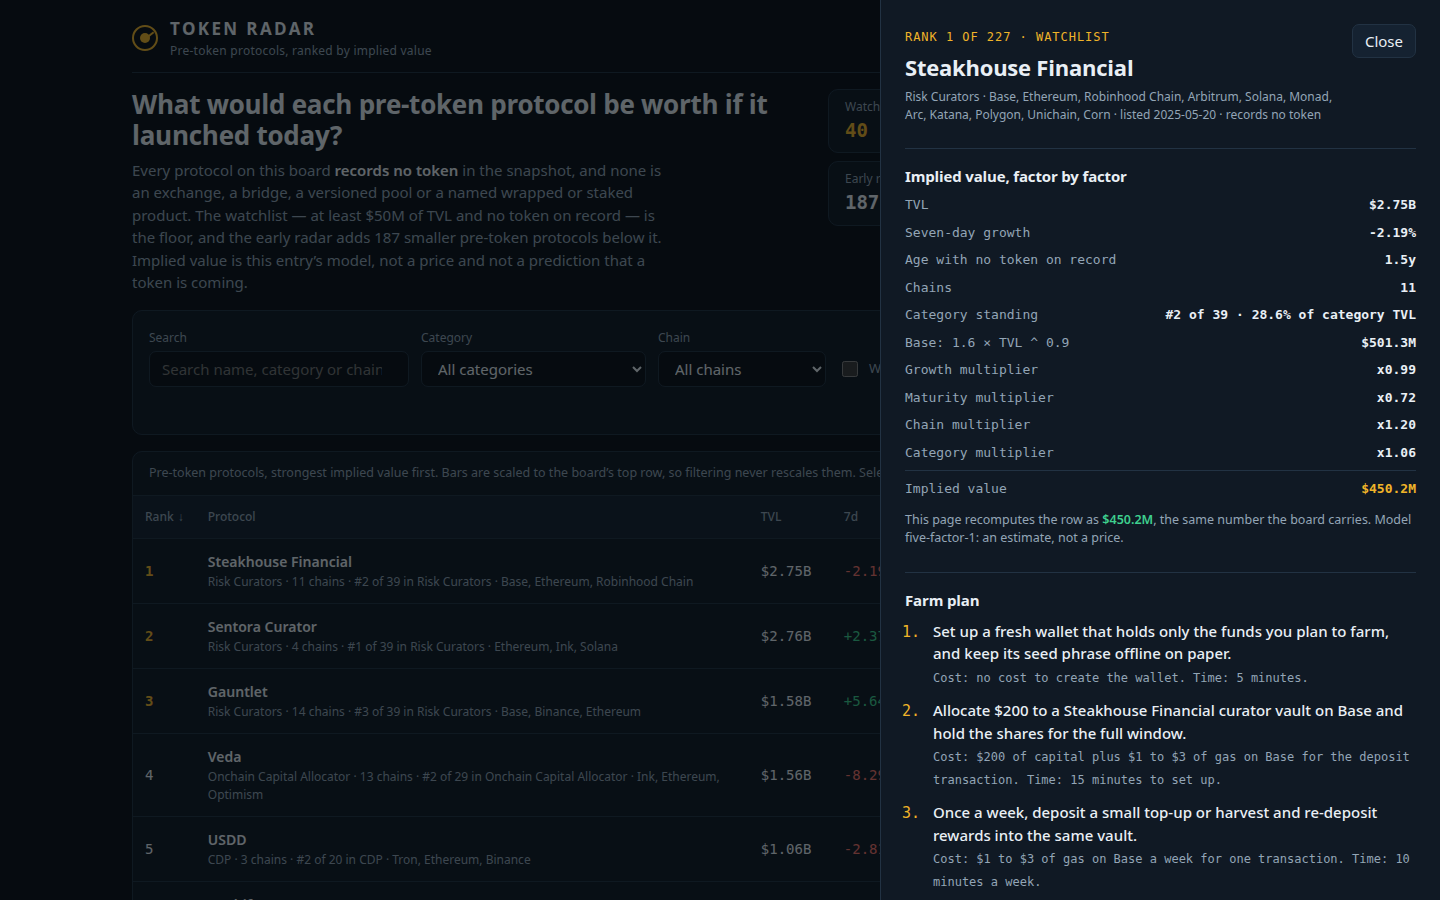 TOKEN RADAR
Pre-token protocols, ranked by implied value
What would each pre-token protocol be worth if it
launched today?
Every protocol on this board records no token in the snapshot, and none is
an exchange, a bridge, a versioned pool or a named wrapped or staked
product. The watchlist — at least $50M of TVL and no token on record — is
the floor, and the early radar adds 187 smaller pre-token protocols below it.
Implied value is this entry's model, not a price and not a prediction that a
token is coming.
Watch
40
Early r
187
Search
Category
Chain
Search name, category or chain
All categories
All chains
W
Pre-token protocols, strongest implied value first. Bars are scaled to the board's top row, so filtering never rescales them. Sele
Rank ↓
Protocol
TVL
7d
1
Steakhouse Financial
Risk Curators · 11 chains · #2 of 39 in Risk Curators · Base, Ethereum, Robinhood Chain
$2.75B
-2.19
2
Sentora Curator
Risk Curators · 4 chains · #1 of 39 in Risk Curators · Ethereum, Ink, Solana
$2.76B
+2.37
3
Gauntlet
Risk Curators · 14 chains · #3 of 39 in Risk Curators · Base, Binance, Ethereum
$1.58B
+5.64
4
Veda
Onchain Capital Allocator · 13 chains · #2 of 29 in Onchain Capital Allocator · Ink, Ethereum,
Optimism
$1.56B
-8.29
5
USDD
CDP · 3 chains · #2 of 20 in CDP · Tron, Ethereum, Binance
$1.06B
-2.8
RANK 1 OF 227 · WATCHLIST
Close
Steakhouse Financial
Risk Curators · Base, Ethereum, Robinhood Chain, Arbitrum, Solana, Monad,
Arc, Katana, Polygon, Unichain, Corn · listed 2025-05-20 · records no token
Implied value, factor by factor
TVL $2.75B
Seven-day growth -2.19%
Age with no token on record 1.5y
Chains 11
Category standing #2 of 39 · 28.6% of category TVL
Base: 1.6 × TVL ^ 0.9 $501.3M
Growth multiplier x0.99
Maturity multiplier x0.72
Chain multiplier x1.20
Category multiplier x1.06
Implied value $450.2M
This page recomputes the row as $450.2M, the same number the board carries. Model
five-factor-1: an estimate, not a price.
Farm plan
1. Set up a fresh wallet that holds only the funds you plan to farm,
and keep its seed phrase offline on paper.
Cost: no cost to create the wallet. Time: 5 minutes.
2. Allocate $200 to a Steakhouse Financial curator vault on Base and
hold the shares for the full window.
Cost: $200 of capital plus $1 to $3 of gas on Base for the deposit
transaction. Time: 15 minutes to set up.
3. Once a week, deposit a small top-up or harvest and re-deposit
rewards into the same vault.
Cost: $1 to $3 of gas on Base a week for one transaction. Time: 10
minutes a week.